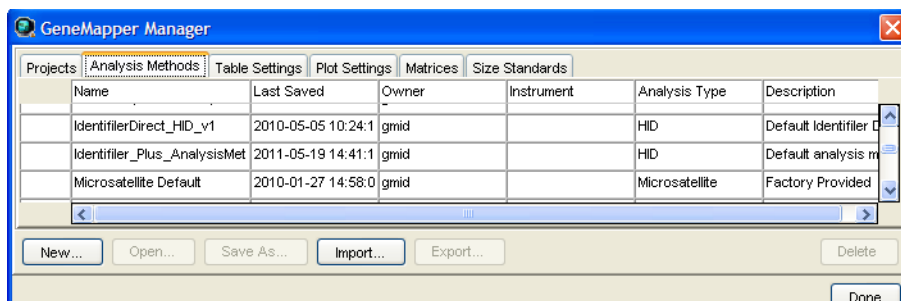 GeneMapper Manager
Projects Analysis Methods Table Settings Plot Settings Matrices Size Standards
Name Last Saved Owner Instrument Analysis Type Description
IdentifilerDirect_HID_v1 2010-05-05 10:24:1 gmid HID Default Identifiler D
Identifiler_Plus_AnalysisMet 2011-05-19 14:41:1 gmid HID Default analysis m
Microsatellite Default 2010-01-27 14:58:0 gmid Microsatellite Factory Provided
New... Open... Save As... Import... Export... Delete
Done